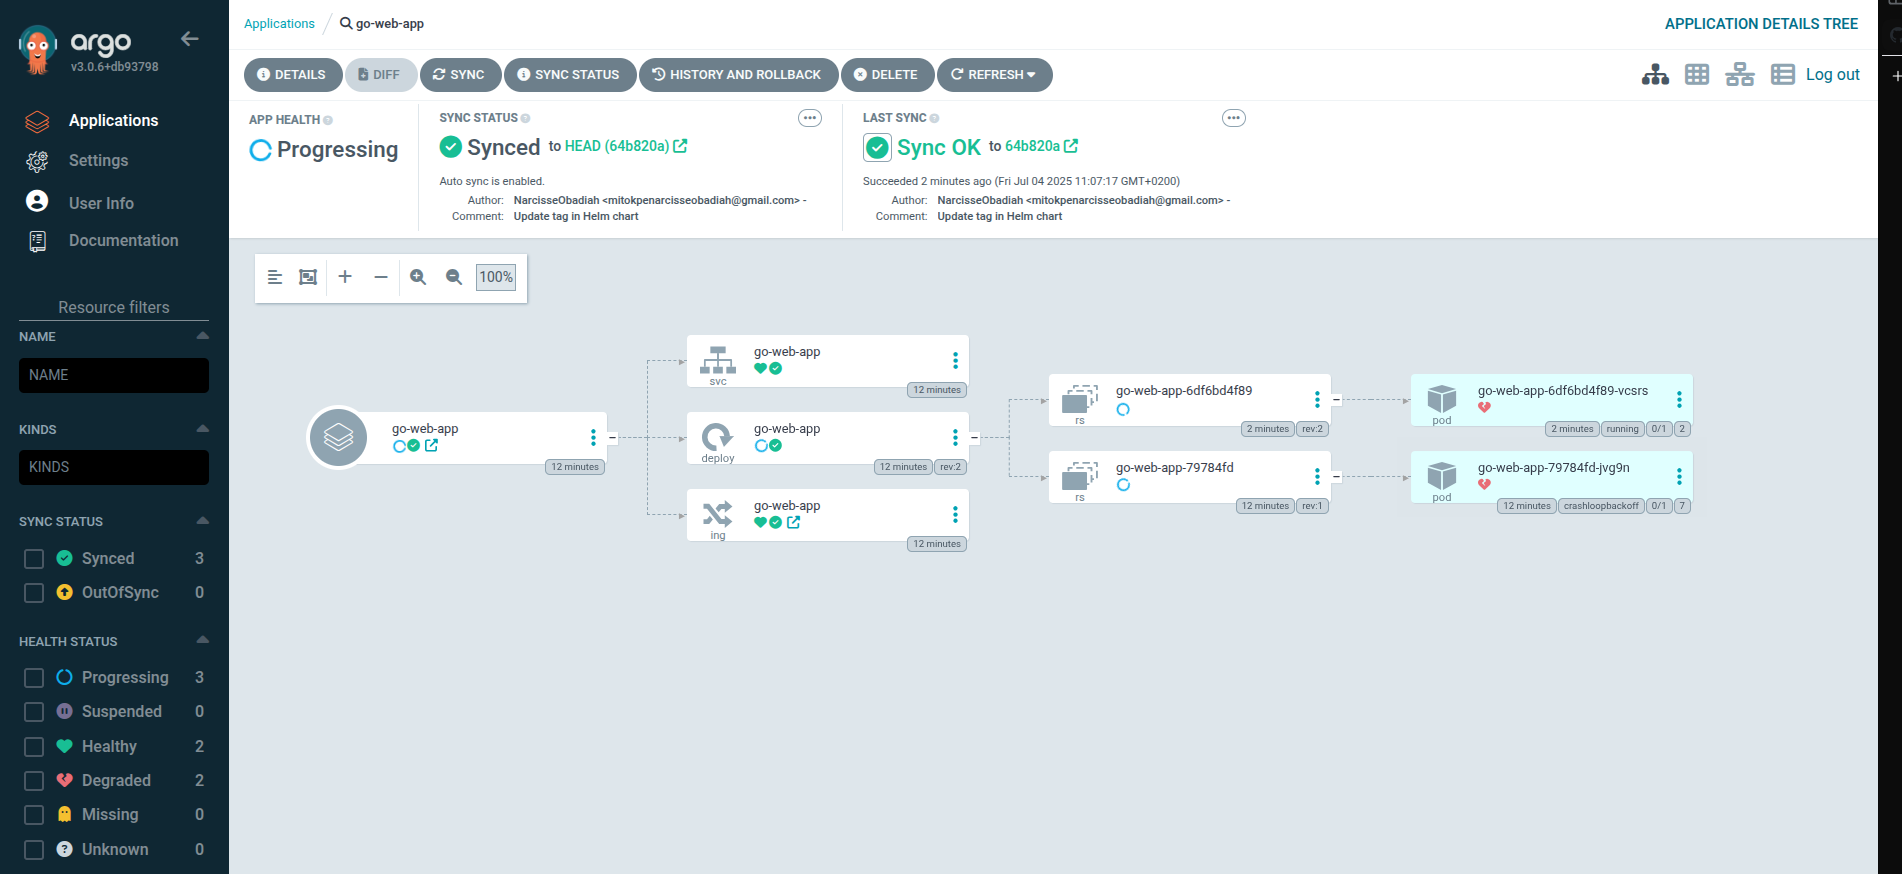 argo
v3.0.6+db93798
Applications
Settings
User Info
Documentation
Resource filters
NAME
NAME
KINDS
KINDS
SYNC STATUS
Synced 3
OutOfSync 0
HEALTH STATUS
Progressing 3
Suspended 0
Healthy 2
Degraded 2
Missing 0
Unknown 0
Applications / go-web-app
APPLICATION DETAILS TREE
DETAILS DIFF SYNC SYNC STATUS HISTORY AND ROLLBACK DELETE REFRESH
Log out
APP HEALTH
Progressing
SYNC STATUS
Synced to HEAD (64b820a)
Auto sync is enabled.
Author: NarcisseObadiah <mitokpenarcisseobadiah@gmail.com> -
Comment: Update tag in Helm chart
LAST SYNC
Sync OK to 64b820a
Succeeded 2 minutes ago (Fri Jul 04 2025 11:07:17 GMT+0200)
Author: NarcisseObadiah <mitokpenarcisseobadiah@gmail.com> -
Comment: Update tag in Helm chart
100%
go-web-app
12 minutes
go-web-app
svc
12 minutes
go-web-app
deploy
12 minutes rev:2
go-web-app
ing
12 minutes
go-web-app-6df6bd4f89
rs
2 minutes rev:2
go-web-app-79784fd
rs
12 minutes rev:1
go-web-app-6df6bd4f89-vcsrs
pod
2 minutes running 0/1 2
go-web-app-79784fd-jvg9n
pod
12 minutes crashloopbackoff 0/1 7